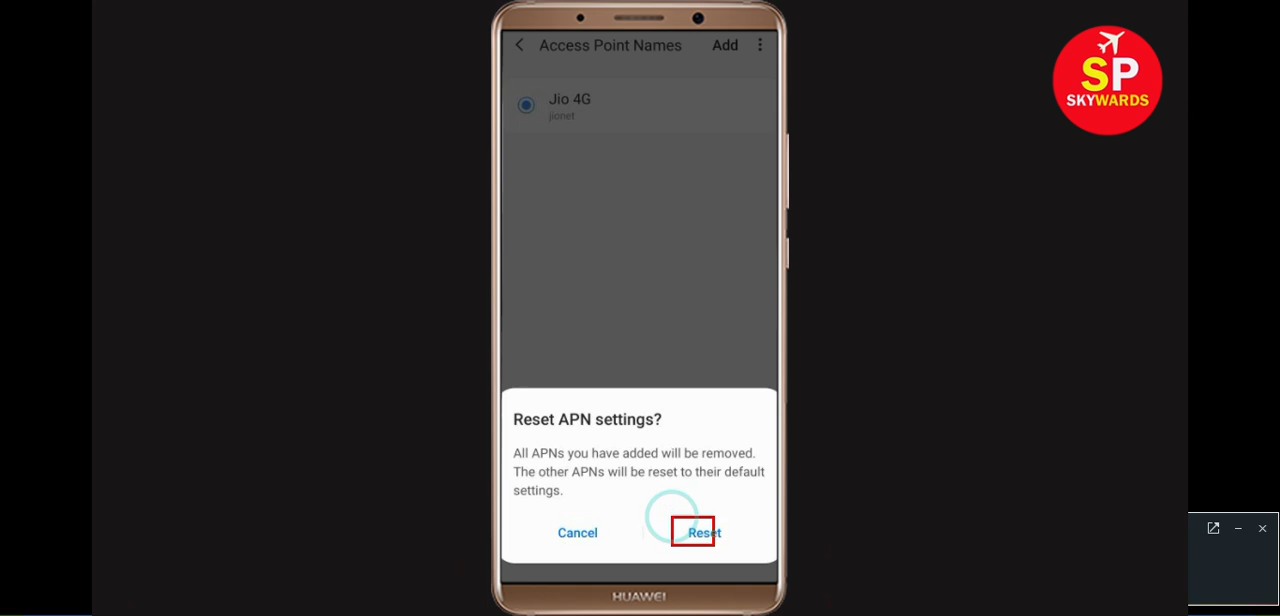 Access Point Names Add
Jio 4G
jionet
SP
SKYWARDS
Reset APN settings?
All APNs you have added will be removed.
The other APNs will be reset to their default
settings.
Cancel Reset
HUAWEI